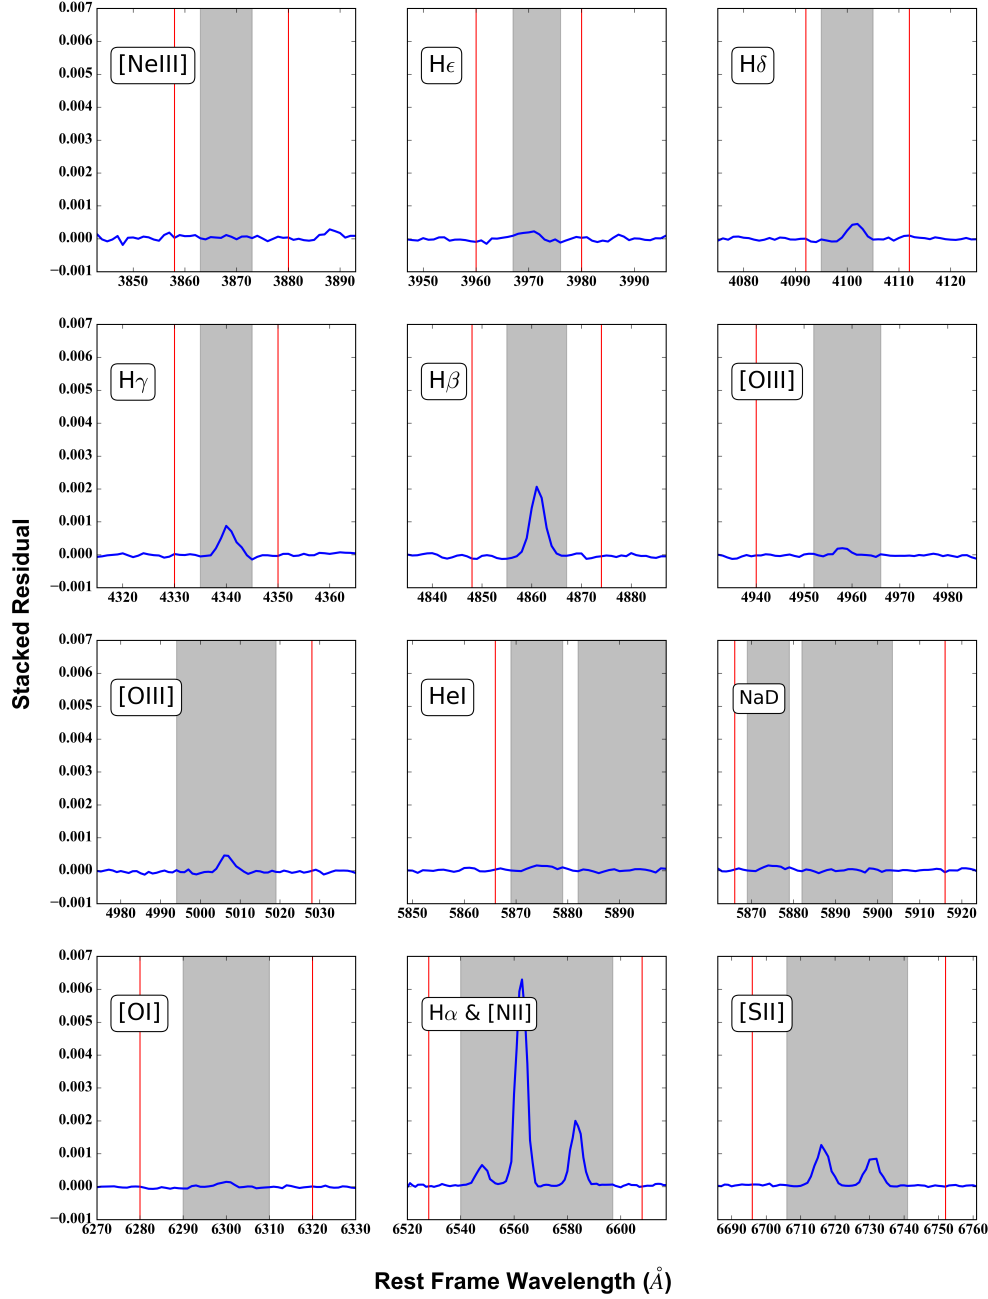 [NeIII]
0.007
0.006
0.005
0.004
0.003
0.002
0.001
0.000
−0.001
3850 3860 3870 3880 3890
Hϵ
3950 3960 3970 3980 3990
Hδ
4080 4090 4100 4110 4120
Hγ
0.007
0.006
0.005
0.004
0.003
0.002
0.001
0.000
−0.001
4320 4330 4340 4350 4360
Hβ
4840 4850 4860 4870 4880
[OIII]
4940 4950 4960 4970 4980
Stacked Residual
[OIII]
0.007
0.006
0.005
0.004
0.003
0.002
0.001
0.000
−0.001
4980 4990 5000 5010 5020 5030
HeI
5850 5860 5870 5880 5890
NaD
5870 5880 5890 5900 5910 5920
[OI]
0.007
0.006
0.005
0.004
0.003
0.002
0.001
0.000
−0.001
6270 6280 6290 6300 6310 6320 6330
Hα & [NII]
6520 6540 6560 6580 6600
[SII]
6690 6700 6710 6720 6730 6740 6750 6760
Rest Frame Wavelength (Å)